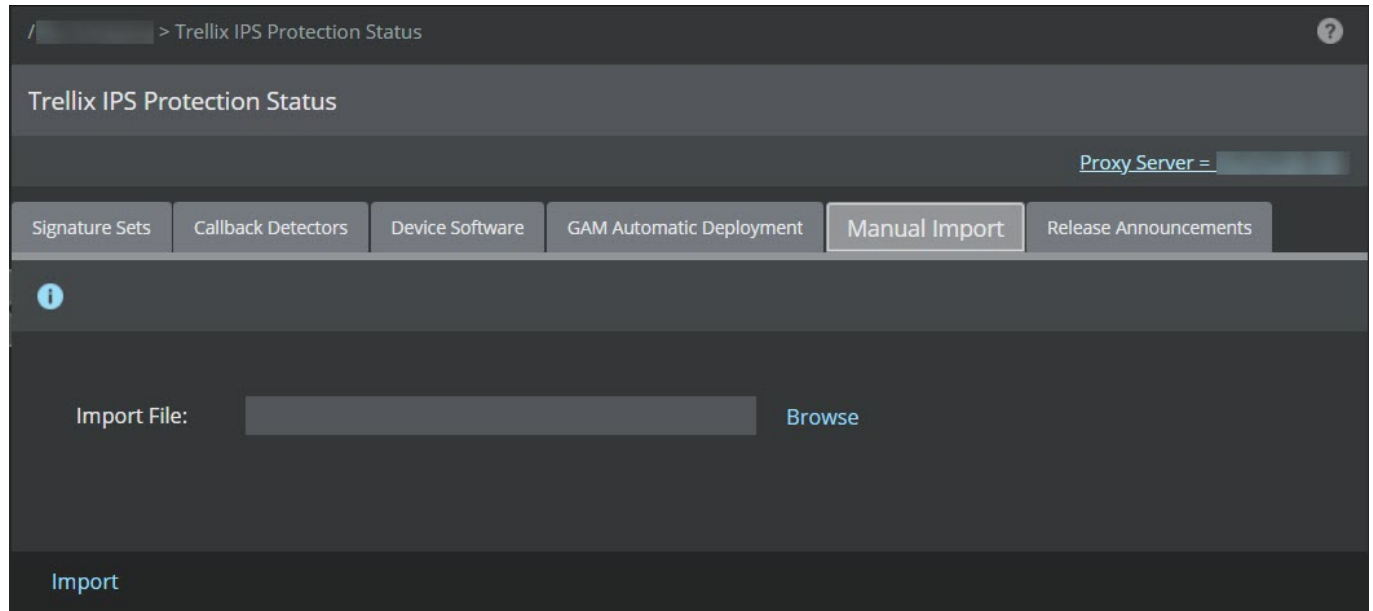 / > Trellix IPS Protection Status ?
Trellix IPS Protection Status
Proxy Server =
Signature Sets Callback Detectors Device Software GAM Automatic Deployment Manual Import Release Announcements
i
Import File: Browse
Import